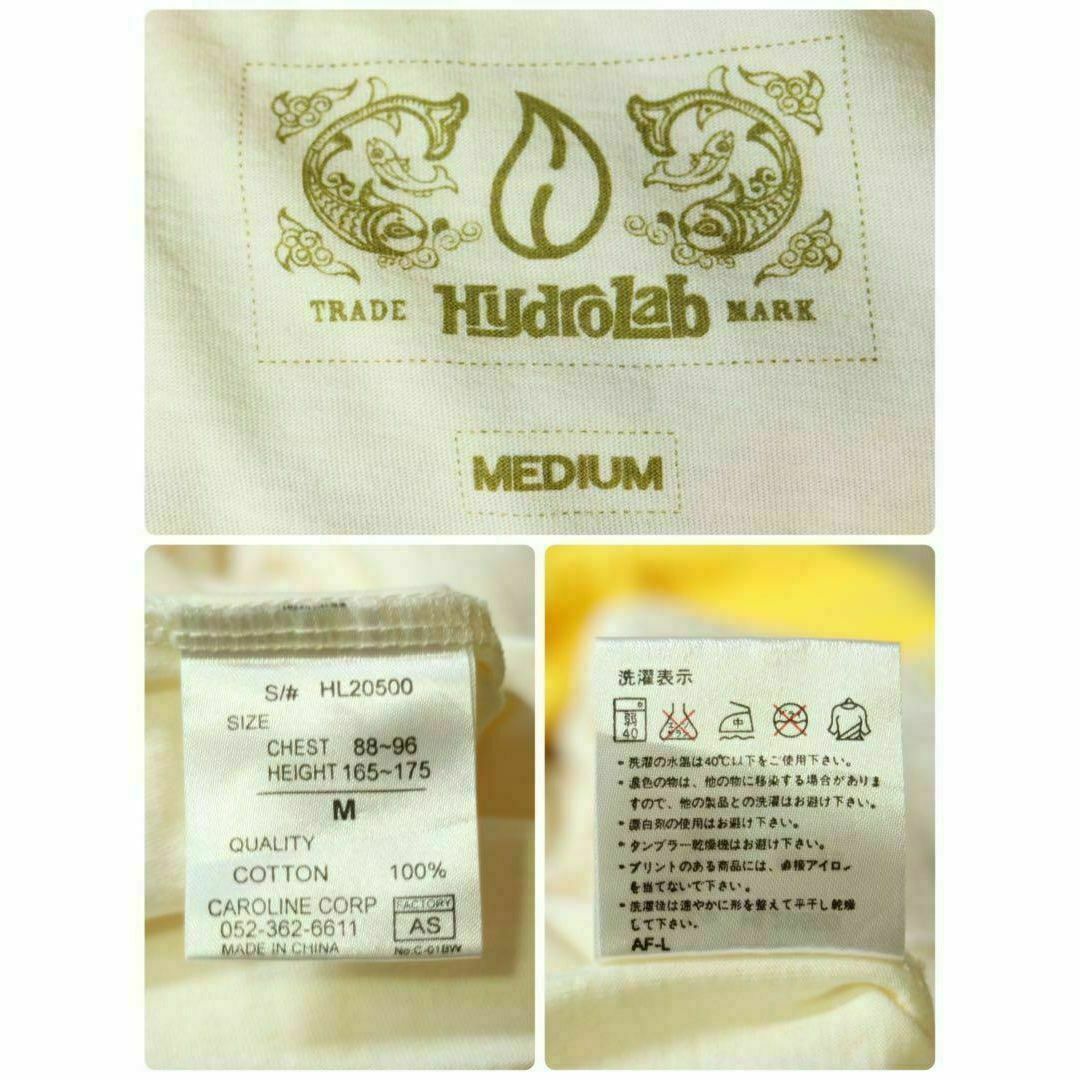 TRADE HydroLab MARK
MEDIUM
S/# HL20500
SIZE
CHEST 88~96
HEIGHT 165~175
M
QUALITY
COTTON 100%
CAROLINE CORP
052-362-6611
MADE IN CHINA
FACTORY
AS
No.C-01BW
洗濯表示
弱
40
中
・洗濯の水温は40℃以下をご使用下さい。
・濃色の物は、他の物に移染する場合がありま
すので、他の製品との洗濯はお避け下さい。
・漂白剤の使用はお避け下さい。
・タンブラー乾燥機はお避け下さい。
・プリントのある商品には、直接アイロン
を当てないで下さい。
・洗濯後は速やかに形を整えて平干し乾燥
して下さい。
AF-L